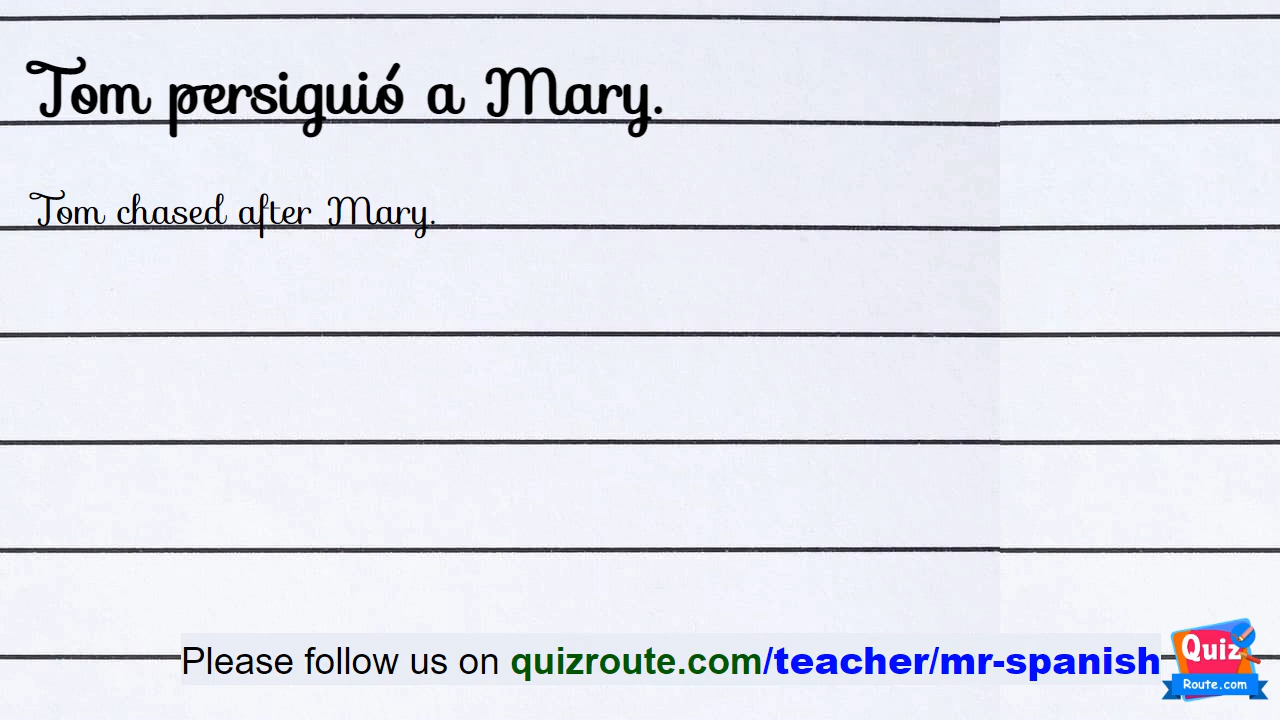 Tom persiguió a Mary.
Tom chased after Mary.
Please follow us on quizroute.com/teacher/mr-spanish
Quiz
Route.com